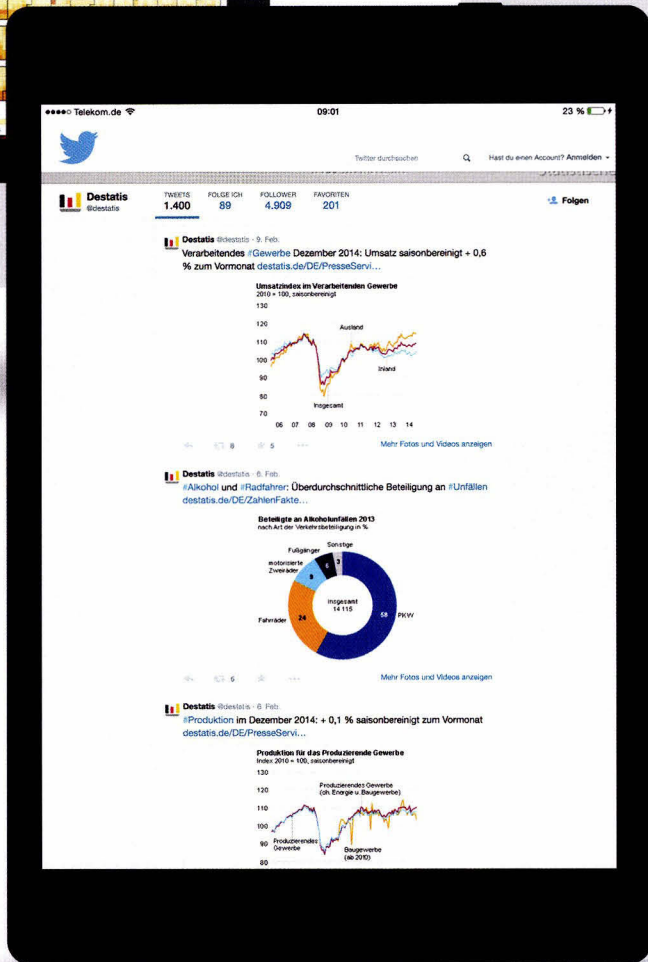 Telekom.de 09:01 23 %
Twitter durchsuchen Hast du einen Account? Anmelden
Destatis
@destatis
TWEETS FOLGE ICH FOLLOWER FAVORITEN
1.400 89 4.909 201
Folgen
Destatis @destatis · 9. Feb.
Verarbeitendes #Gewerbe Dezember 2014: Umsatz saisonbereinigt + 0,6
% zum Vormonat destatis.de/DE/PresseServi…
Umsatzindex im Verarbeitenden Gewerbe
2010 = 100, saisonbereinigt
130
120
Ausland
110
100
Inland
90
80
Insgesamt
70
06 07 08 09 10 11 12 13 14
8 5 Mehr Fotos und Videos anzeigen
Destatis @destatis · 6. Feb.
#Alkohol und #Radfahrer: Überdurchschnittliche Beteiligung an #Unfällen
destatis.de/DE/ZahlenFakte…
Beteiligte an Alkoholunfällen 2013
nach Art der Verkehrsbeteiligung in %
Sonstige
Fußgänger
3
motorisierte
Zweiräder
6
9
Insgesamt
14 115
Fahrräder 24 58 PKW
Mehr Fotos und Videos anzeigen
Destatis @destatis · 6. Feb.
#Produktion im Dezember 2014: + 0,1 % saisonbereinigt zum Vormonat
destatis.de/DE/PresseServi…
Produktion für das Produzierende Gewerbe
Index 2010 = 100, saisonbereinigt
130
120
Produzierendes Gewerbe
(oh. Energie u. Baugewerbe)
110
100
90
Produzierendes
Gewerbe
Baugewerbe
(ab 2010)
80